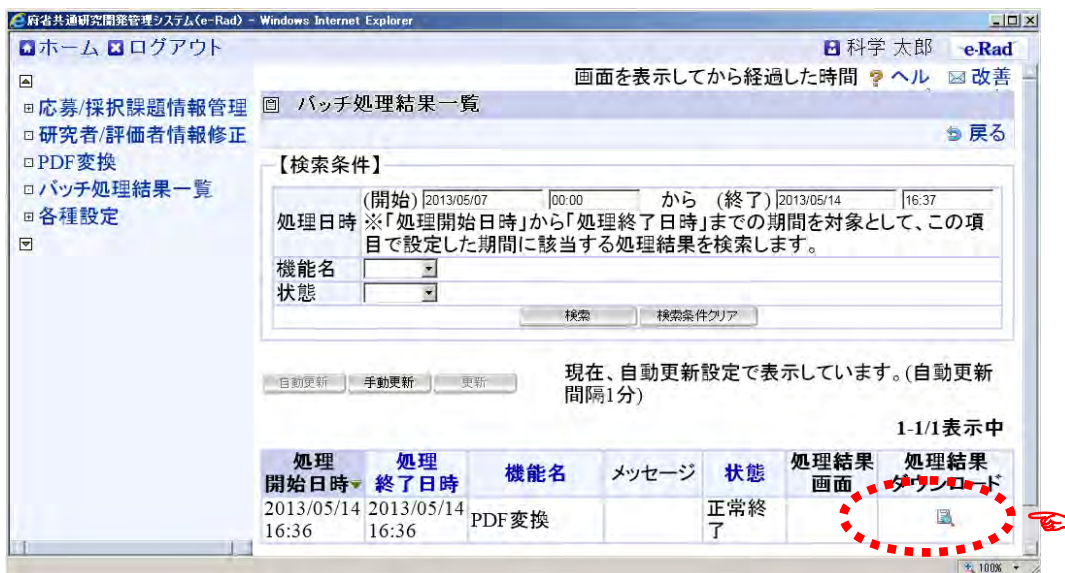 府省共通研究開発管理システム(e-Rad) - Windows Internet Explorer
ホーム ログアウト
科学 太郎 e-Rad
画面を表示してから経過した時間 ? ヘル 改善
応募/採択課題情報管理
研究者/評価者情報修正
PDF変換
バッチ処理結果一覧
各種設定
バッチ処理結果一覧
戻る
【検索条件】
処理日時
(開始) 2013/05/07 00:00 から (終了) 2013/05/14 16:37
※「処理開始日時」から「処理終了日時」までの期間を対象として、この項
目で設定した期間に該当する処理結果を検索します。
機能名
状態
検索 検索条件クリア
自動更新 手動更新 更新
現在、自動更新設定で表示しています。(自動更新
間隔1分)
1-1/1表示中
処理
開始日時
処理
終了日時
機能名
メッセージ
状態
処理結果
画面
処理結果
ダウンロード
2013/05/14
16:36
2013/05/14
16:36
PDF変換
正常終
了
100%